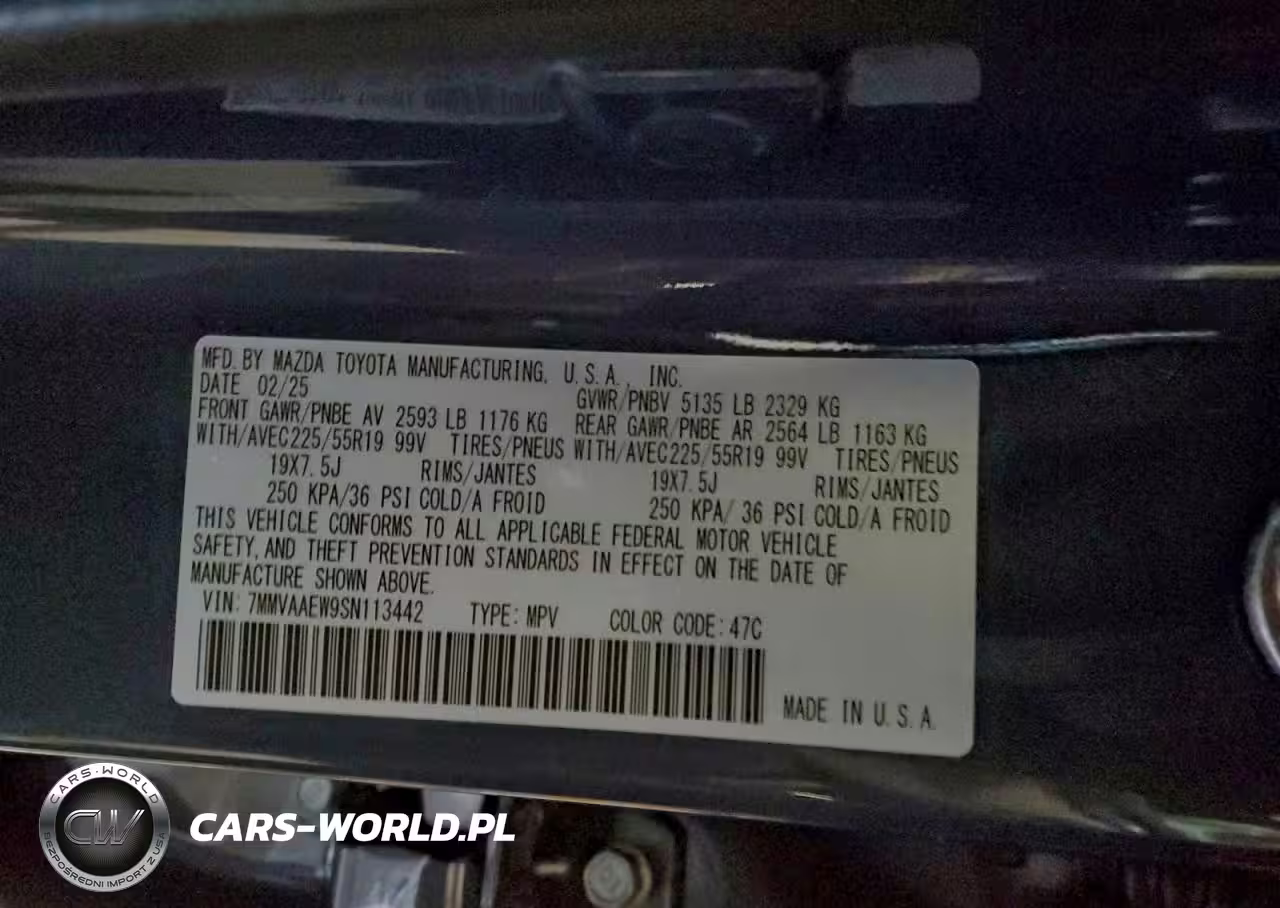 MFD. BY MAZDA TOYOTA MANUFACTURING, U.S.A., INC.
DATE 02/25
GVWR/PNBV 5135 LB 2329 KG
FRONT GAWR/PNBE AV 2593 LB 1176 KG REAR GAWR/PNBE AR 2564 LB 1163 KG
WITH/AVEC225/55R19 99V TIRES/PNEUS WITH/AVEC225/55R19 99V TIRES/PNEUS
19X7.5J RIMS/JANTES 19X7.5J RIMS/JANTES
250 KPA/36 PSI COLD/A FROID 250 KPA/ 36 PSI COLD/A FROID
THIS VEHICLE CONFORMS TO ALL APPLICABLE FEDERAL MOTOR VEHICLE
SAFETY, AND THEFT PREVENTION STANDARDS IN EFFECT ON THE DATE OF
MANUFACTURE SHOWN ABOVE.
VIN: 7MMVAAEW9SN113442 TYPE: MPV COLOR CODE: 47C
MADE IN U.S.A.
CARS-WORLD
CW
BEZPOŚREDNI IMPORT Z USA
CARS-WORLD.PL